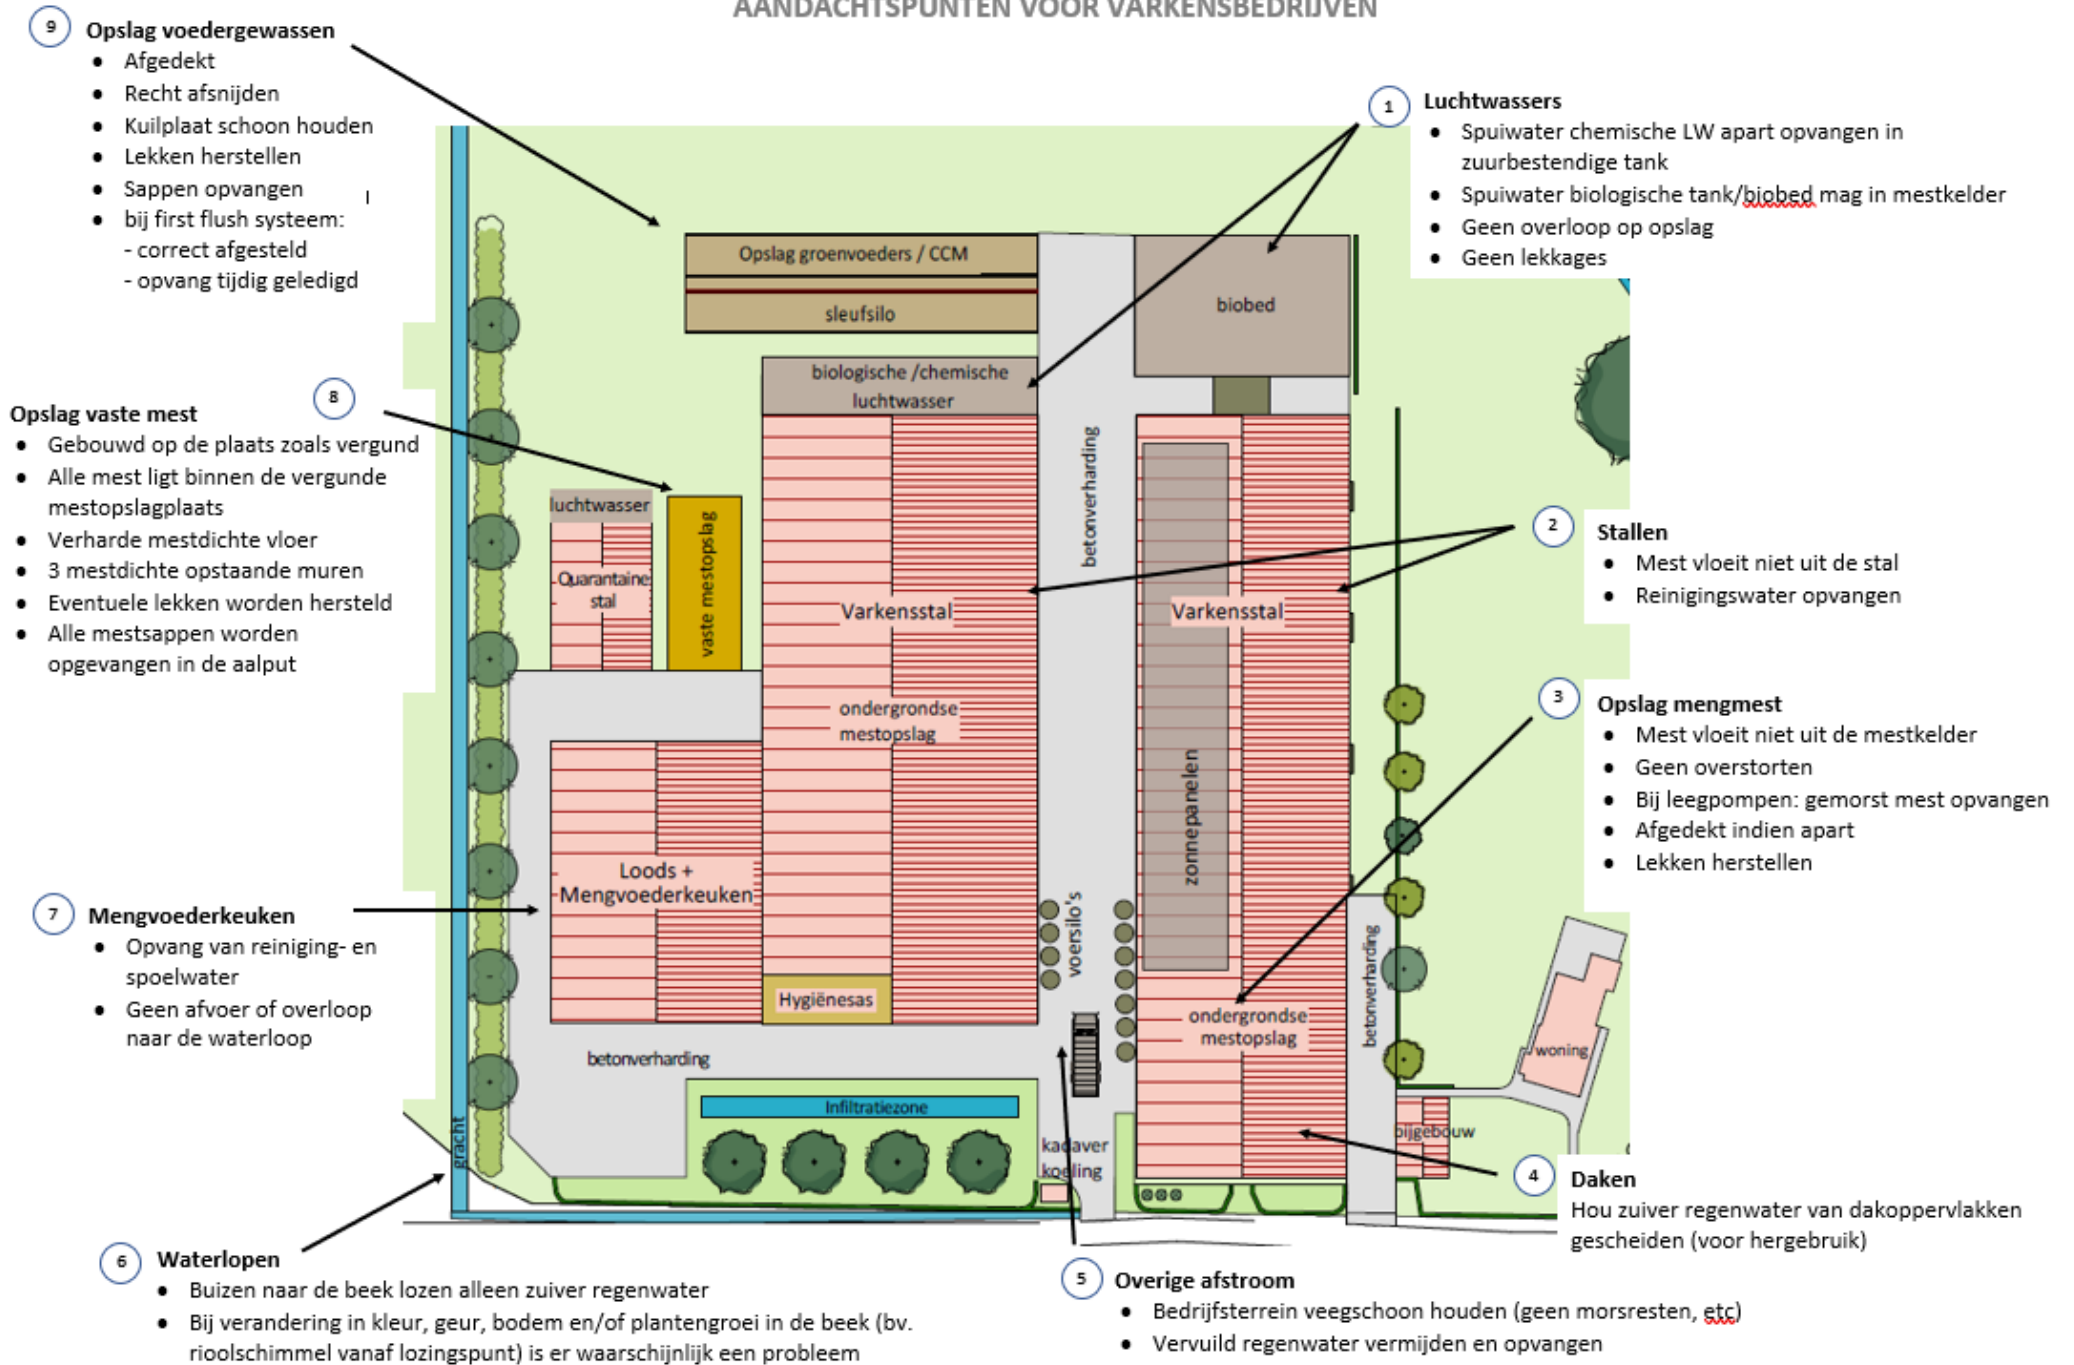 AANDACHTSPUNTEN VOOR VARKENSBEDRIJVEN
9 Opslag voedergewassen
• Afgedekt
• Recht afsnijden
• Kuilplaat schoon houden
• Lekken herstellen
• Sappen opvangen
• bij first flush systeem:
- correct afgesteld
- opvang tijdig geledigd
1 Luchtwassers
• Spuiwater chemische LW apart opvangen in
zuurbestendige tank
• Spuiwater biologische tank/biobed mag in mestkelder
• Geen overloop op opslag
• Geen lekkages
8
Opslag vaste mest
• Gebouwd op de plaats zoals vergund
• Alle mest ligt binnen de vergunde
mestopslagplaats
• Verharde mestdichte vloer
• 3 mestdichte opstaande muren
• Eventuele lekken worden hersteld
• Alle mestsappen worden
opgevangen in de aalput
2 Stallen
• Mest vloeit niet uit de stal
• Reinigingswater opvangen
3 Opslag mengmest
• Mest vloeit niet uit de mestkelder
• Geen overstorten
• Bij leegpompen: gemorst mest opvangen
• Afgedekt indien apart
• Lekken herstellen
7 Mengvoederkeuken
• Opvang van reiniging- en
spoelwater
• Geen afvoer of overloop
naar de waterloop
4 Daken
Hou zuiver regenwater van dakoppervlakken
gescheiden (voor hergebruik)
6 Waterlopen
• Buizen naar de beek lozen alleen zuiver regenwater
• Bij verandering in kleur, geur, bodem en/of plantengroei in de beek (bv.
rioolschimmel vanaf lozingspunt) is er waarschijnlijk een probleem
5 Overige afstroom
• Bedrijfsterrein veegschoon houden (geen morsresten, etc)
• Vervuild regenwater vermijden en opvangen
Opslag groenvoeders / CCM
sleufsilo
biobed
biologische /chemische
luchtwasser
betonverharding
luchtwasser
Quarantaine
stal
vaste mestopslag
Varkensstal
Varkensstal
ondergrondse
mestopslag
zonnepanelen
Loods +
Mengvoederkeuken
voersilo's
Hygiënesas
ondergrondse
mestopslag
betonverharding
woning
betonverharding
Infiltratiezone
gracht
kadaver
koeling
bijgebouw